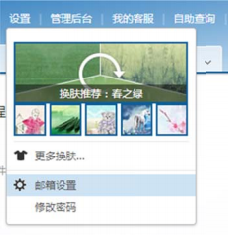 设置 | 管理后台 | 我的客服 | 自助查询 |
换肤推荐：春之绿
更多换肤...
邮箱设置
修改密码